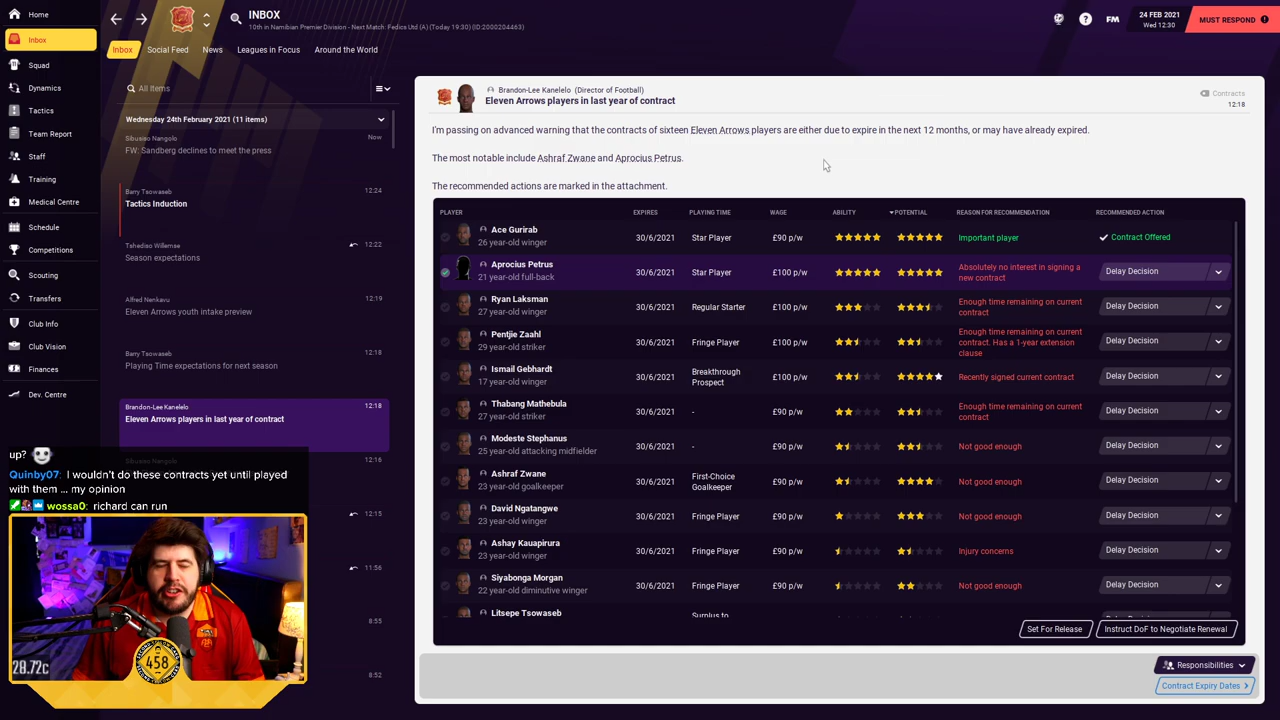 Home
Inbox
Squad
Dynamics
Tactics
Team Report
Staff
Training
Medical Centre
Schedule
Competitions
Scouting
Transfers
Club Info
Club Vision
Finances
Dev. Centre
INBOX
10th in Namibian Premier Division - Next Match: Fedics Utd (A) (Today 19:30) (ID:2000204463)
FM
24 FEB 2021
Wed 12:30
MUST RESPOND
Inbox
Social Feed
News
Leagues in Focus
Around the World
All Items
Wednesday 24th February 2021 (11 items)
Sibusiso Nangolo
Now
FW: Sandberg declines to meet the press
Barry Tsowaseb
12:24
Tactics Induction
Tshediso Willemse
12:22
Season expectations
Alfred Nenkavu
12:19
Eleven Arrows youth intake preview
Barry Tsowaseb
12:18
Playing Time expectations for next season
Brandon-Lee Kanelelo
12:18
Eleven Arrows players in last year of contract
12:16
12:15
11:56
8:55
8:52
up?
Quinby07: I wouldn't do these contracts yet until played
with them ... my opinion
wossa0: richard can run
458
28.72c
Brandon-Lee Kanelelo (Director of Football)
Eleven Arrows players in last year of contract
Contracts
12:18
I'm passing on advanced warning that the contracts of sixteen Eleven Arrows players are either due to expire in the next 12 months, or may have already expired.
The most notable include Ashraf Zwane and Aprocius Petrus.
The recommended actions are marked in the attachment.
PLAYER EXPIRES PLAYING TIME WAGE ABILITY POTENTIAL REASON FOR RECOMMENDATION RECOMMENDED ACTION
Ace Gurirab
26 year-old winger
30/6/2021 Star Player £90 p/w Important player Contract Offered
Aprocius Petrus
21 year-old full-back
30/6/2021 Star Player £100 p/w Absolutely no interest in signing a
new contract
Delay Decision
Ryan Laksman
27 year-old winger
30/6/2021 Regular Starter £100 p/w Enough time remaining on current
contract
Delay Decision
Pentjie Zaahl
29 year-old striker
30/6/2021 Fringe Player £100 p/w Enough time remaining on current
contract. Has a 1-year extension
clause
Delay Decision
Ismail Gebhardt
17 year-old winger
30/6/2021 Breakthrough
Prospect
£100 p/w Recently signed current contract Delay Decision
Thabang Mathebula
27 year-old striker
30/6/2021 - £90 p/w Enough time remaining on current
contract
Delay Decision
Modeste Stephanus
25 year-old attacking midfielder
30/6/2021 - £90 p/w Not good enough Delay Decision
Ashraf Zwane
23 year-old goalkeeper
30/6/2021 First-Choice
Goalkeeper
£90 p/w Not good enough Delay Decision
David Ngatangwe
23 year-old winger
30/6/2021 Fringe Player £90 p/w Not good enough Delay Decision
Ashay Kauapirura
23 year-old winger
30/6/2021 Fringe Player £90 p/w Injury concerns Delay Decision
Siyabonga Morgan
22 year-old diminutive winger
30/6/2021 Fringe Player £90 p/w Not good enough Delay Decision
Litsepe Tsowaseb
Surplus to
Set For Release
Instruct DoF to Negotiate Renewal
Responsibilities
Contract Expiry Dates